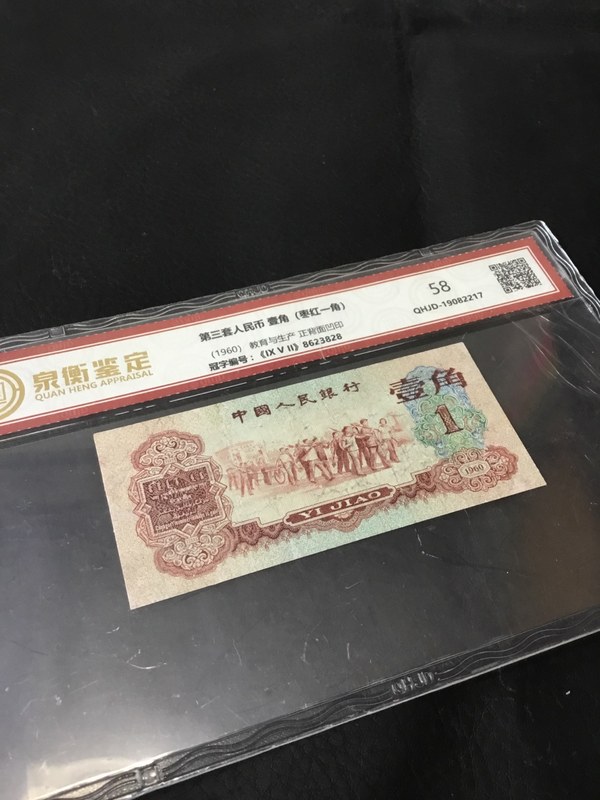 泉衡鉴定
QUAN HENG APPRAISAL
第三套人民币 壹角（枣红一角）
（1960） 教育与生产 正背面凹印
冠字编号：《IX V II》8623828
58
QHJD-19082217
中國人民銀行
壹角
1
1960
YI JIAO
QHJD